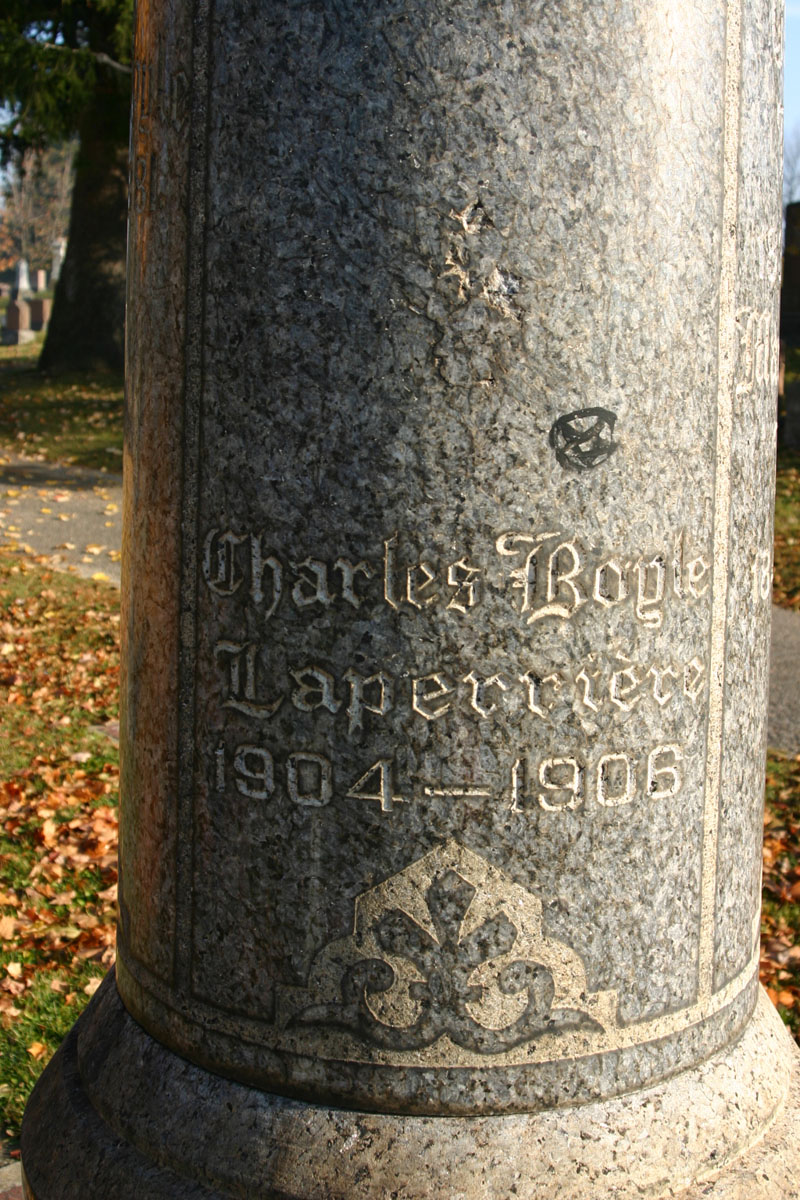 Charles Boyle
Laperrière
1904 — 1906